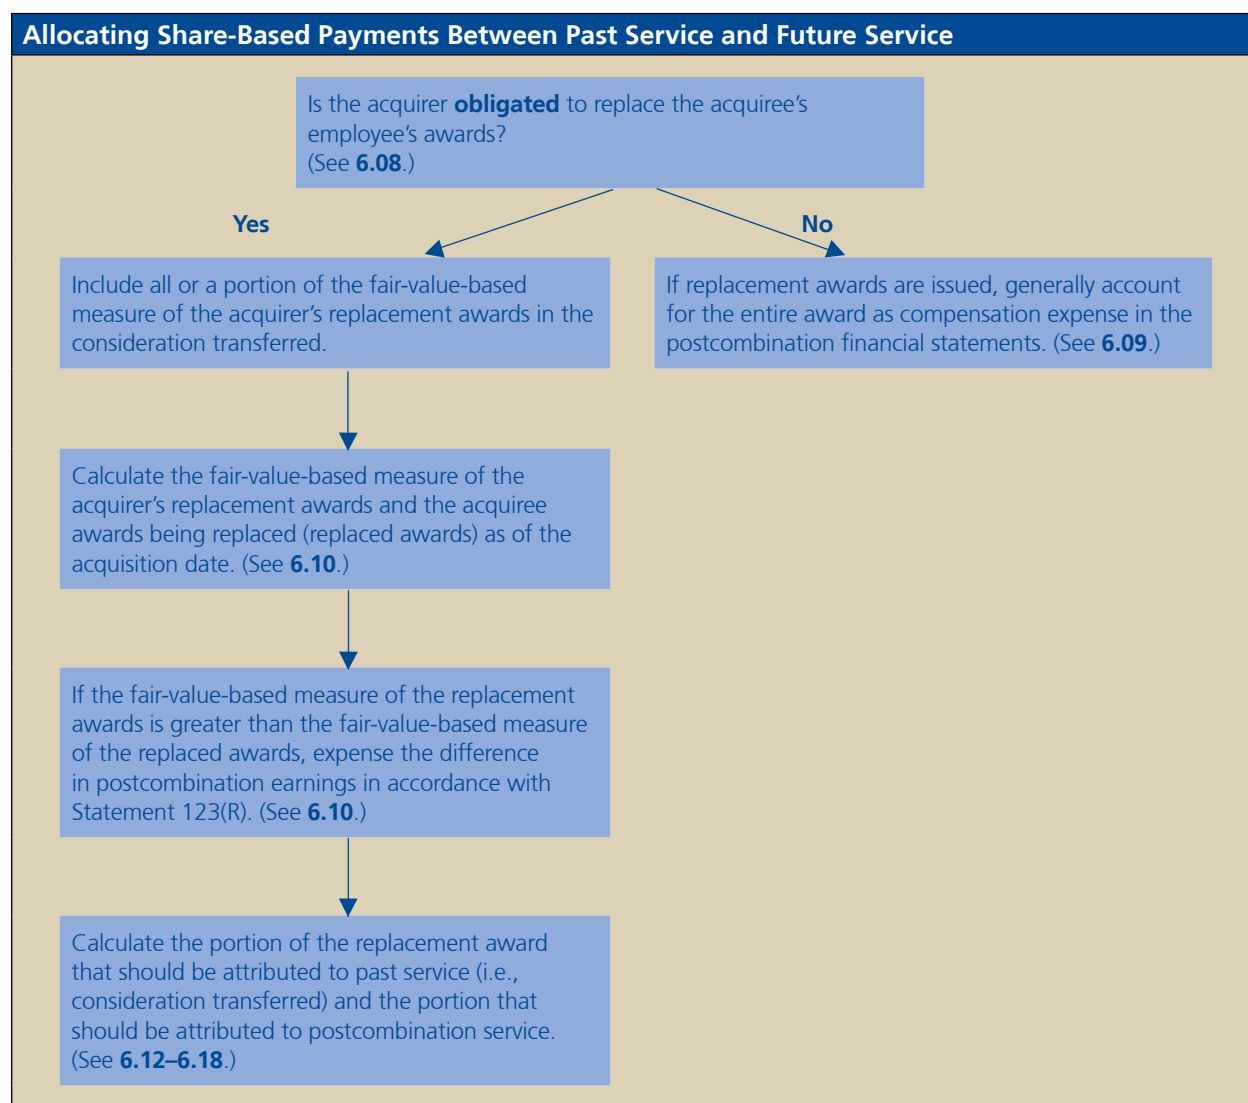 Allocating Share-Based Payments Between Past Service and Future Service
Is the acquirer obligated to replace the acquiree’s
employee’s awards?
(See 6.08.)
Yes
No
Include all or a portion of the fair-value-based
measure of the acquirer’s replacement awards in the
consideration transferred.
If replacement awards are issued, generally account
for the entire award as compensation expense in the
postcombination financial statements. (See 6.09.)
Calculate the fair-value-based measure of the
acquirer’s replacement awards and the acquiree
awards being replaced (replaced awards) as of the
acquisition date. (See 6.10.)
If the fair-value-based measure of the replacement
awards is greater than the fair-value-based measure
of the replaced awards, expense the difference
in postcombination earnings in accordance with
Statement 123(R). (See 6.10.)
Calculate the portion of the replacement award
that should be attributed to past service (i.e.,
consideration transferred) and the portion that
should be attributed to postcombination service.
(See 6.12–6.18.)